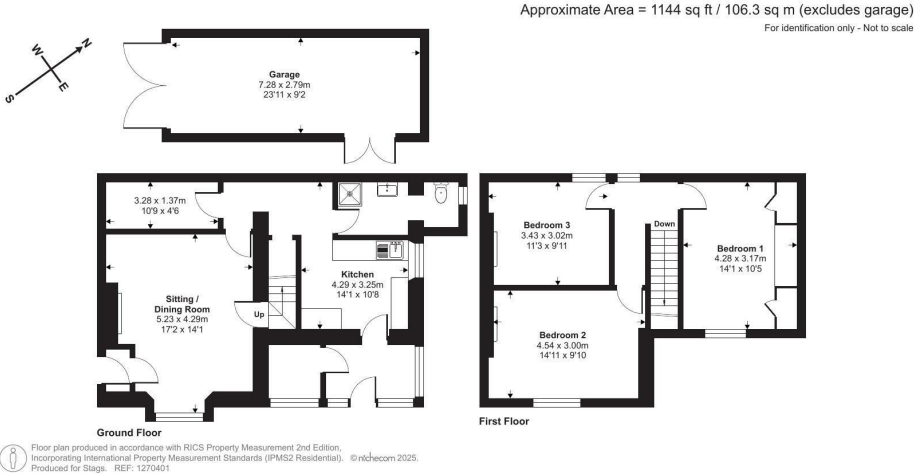 Approximate Area = 1144 sq ft / 106.3 sq m (excludes garage)
For identification only - Not to scale
W
N
S
E
Garage
7.28 x 2.79m
23'11 x 9'2
3.28 x 1.37m
10'9 x 4'6
Sitting /
Dining Room
5.23 x 4.29m
17'2 x 14'1
Up
Kitchen
4.29 x 3.25m
14'1 x 10'8
Ground Floor
Bedroom 3
3.43 x 3.02m
11'3 x 9'11
Down
Bedroom 1
4.28 x 3.17m
14'1 x 10'5
Bedroom 2
4.54 x 3.00m
14'11 x 9'10
First Floor
Floor plan produced in accordance with RICS Property Measurement 2nd Edition,
Incorporating International Property Measurement Standards (IPMS2 Residential). © nichecom 2025.
Produced for Stags. REF: 1270401